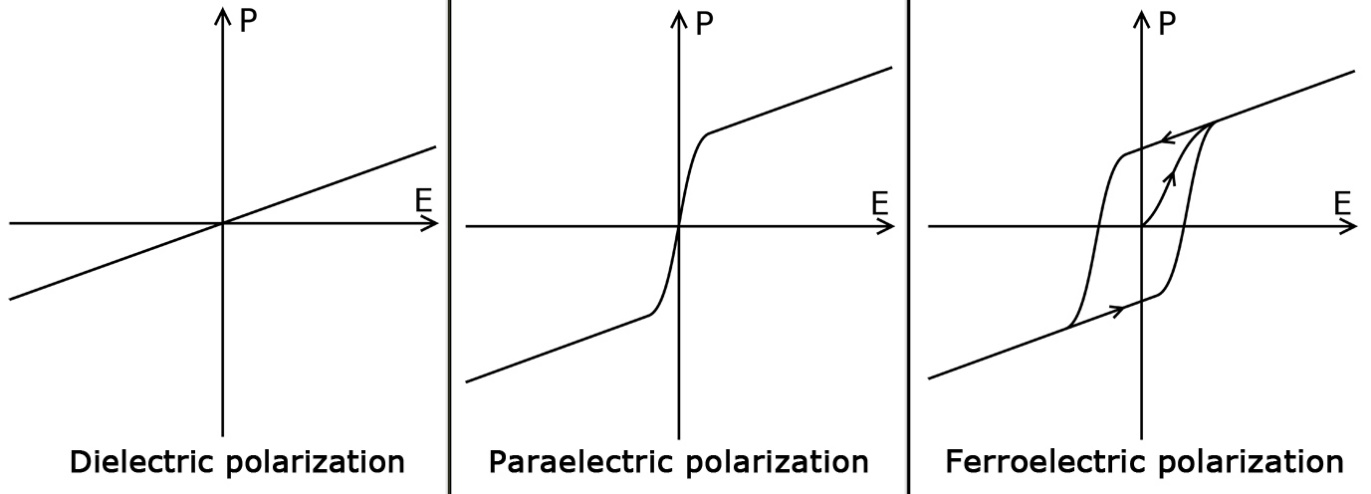 P
E
Dielectric polarization
P
E
Paraelectric polarization
P
E
Ferroelectric polarization